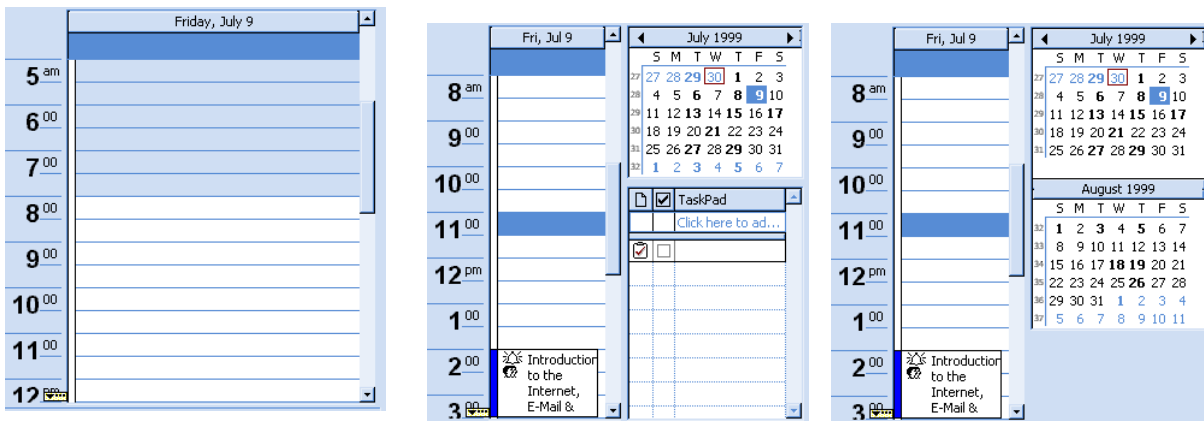 Friday, July 9
5 am
6 00
7 00
8 00
9 00
10 00
11 00
12 pm
Fri, Jul 9
8 am
9 00
10 00
11 00
12 pm
1 00
2 00
3 00
Introduction
to the
Internet,
E-Mail &
July 1999
S M T W T F S
27 27 28 29 30 1 2 3
28 4 5 6 7 8 9 10
29 11 12 13 14 15 16 17
30 18 19 20 21 22 23 24
31 25 26 27 28 29 30 31
32 1 2 3 4 5 6 7
TaskPad
Click here to ad...
Fri, Jul 9
8 am
9 00
10 00
11 00
12 pm
1 00
2 00
3 00
Introduction
to the
Internet,
E-Mail &
July 1999
S M T W T F S
27 27 28 29 30 1 2 3
28 4 5 6 7 8 9 10
29 11 12 13 14 15 16 17
30 18 19 20 21 22 23 24
31 25 26 27 28 29 30 31
August 1999
S M T W T F S
32 1 2 3 4 5 6 7
33 8 9 10 11 12 13 14
34 15 16 17 18 19 20 21
35 22 23 24 25 26 27 28
36 29 30 31 1 2 3 4
37 5 6 7 8 9 10 11